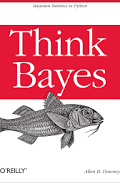 Bayesian Statistics in Python
Think
Bayes
O'REILLY®
Allen B. Downey